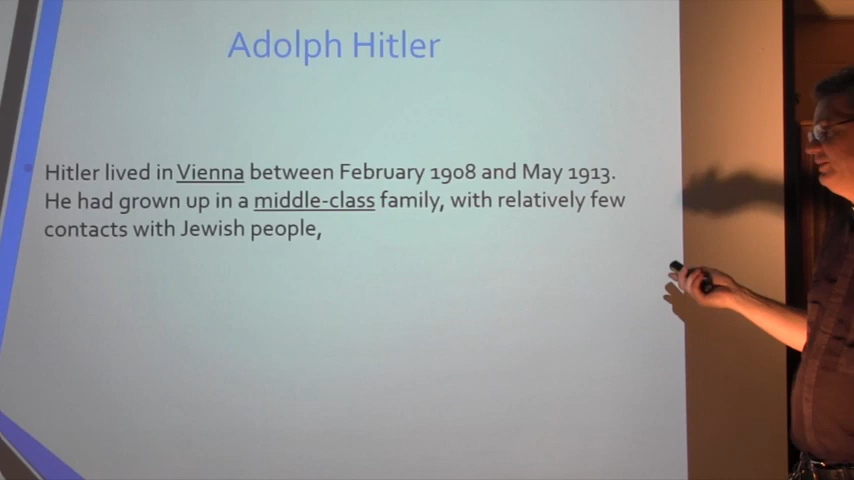 Adolph Hitler
Hitler lived in Vienna between February 1908 and May 1913.
He had grown up in a middle-class family, with relatively few
contacts with Jewish people,